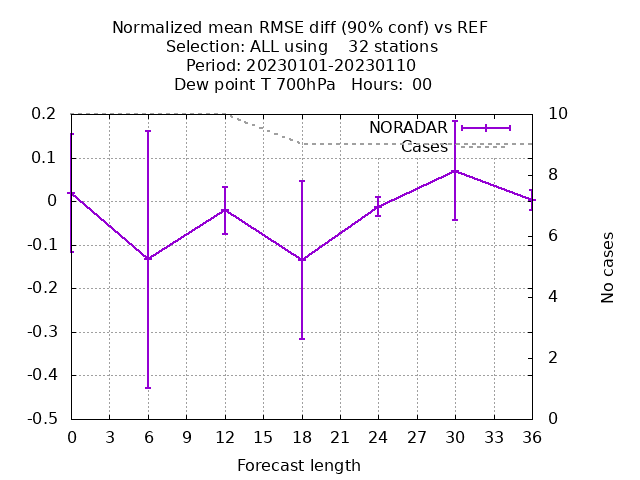 Normalized mean RMSE diff (90% conf) vs REF
Selection: ALL using    32 stations
Period: 20230101-20230110
Dew point T 700hPa   Hours: 00
NORADAR
Cases
0.2
0.1
0
-0.1
-0.2
-0.3
-0.4
-0.5
10
8
6
4
2
0
No cases
0 3 6 9 12 15 18 21 24 27 30 33 36
Forecast length